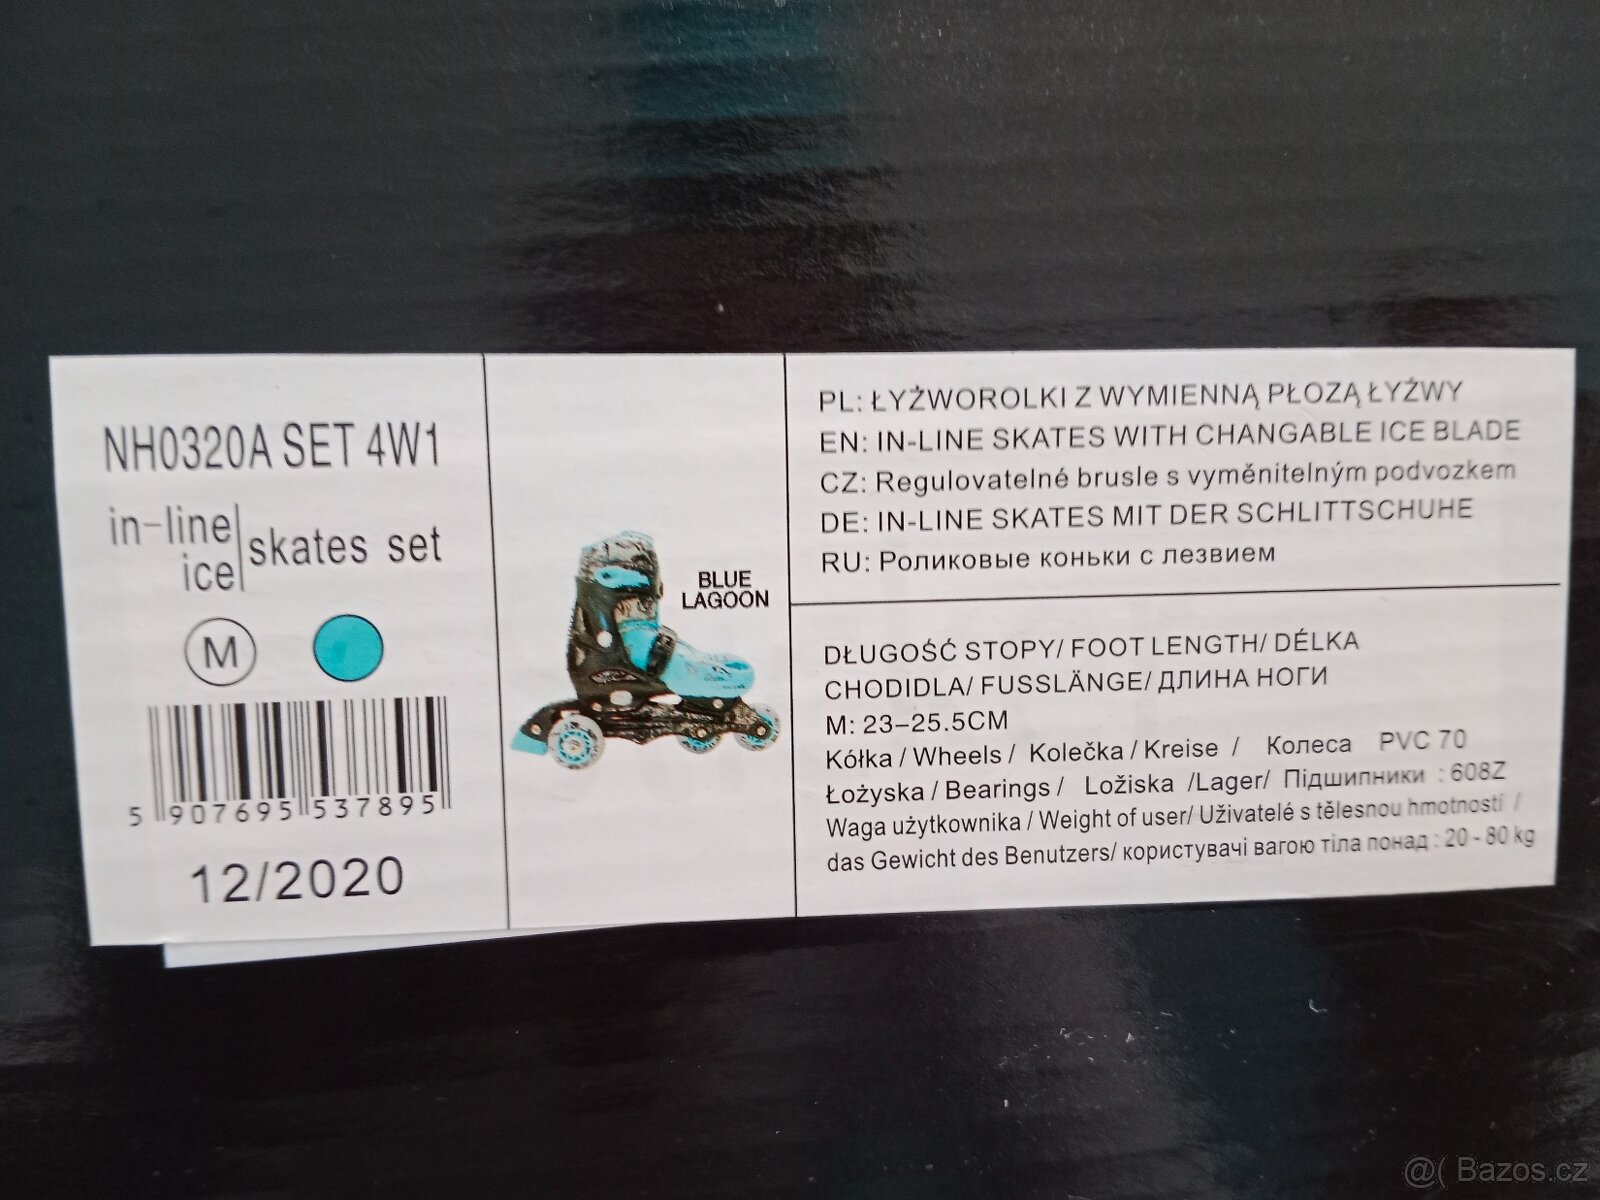 NH0320A SET 4W1
in-line
ice
skates set
M
5 907695 537895
12/2020
BLUE
LAGOON
PL: ŁYŻWOROLKI Z WYMIENNĄ PŁOZĄ ŁYŻWY
EN: IN-LINE SKATES WITH CHANGABLE ICE BLADE
CZ: Regulovatelné brusle s vyměnitelným podvozkem
DE: IN-LINE SKATES MIT DER SCHLITTSCHUHE
RU: Роликовые коньки с лезвием
DŁUGOŚĆ STOPY/ FOOT LENGTH/ DÉLKA
CHODIDLA/ FUSSLÄNGE/ ДЛИНА НОГИ
M: 23–25.5CM
Kółka / Wheels / Kolečka / Kreise / Колеса PVC 70
Łożyska / Bearings / Ložiska /Lager/ Підшипники : 608Z
Waga użytkownika / Weight of user/ Uživatelé s tělesnou hmotností /
das Gewicht des Benutzers/ користувачі вагою тіла понад : 20 - 80 kg
@( Bazos.cz